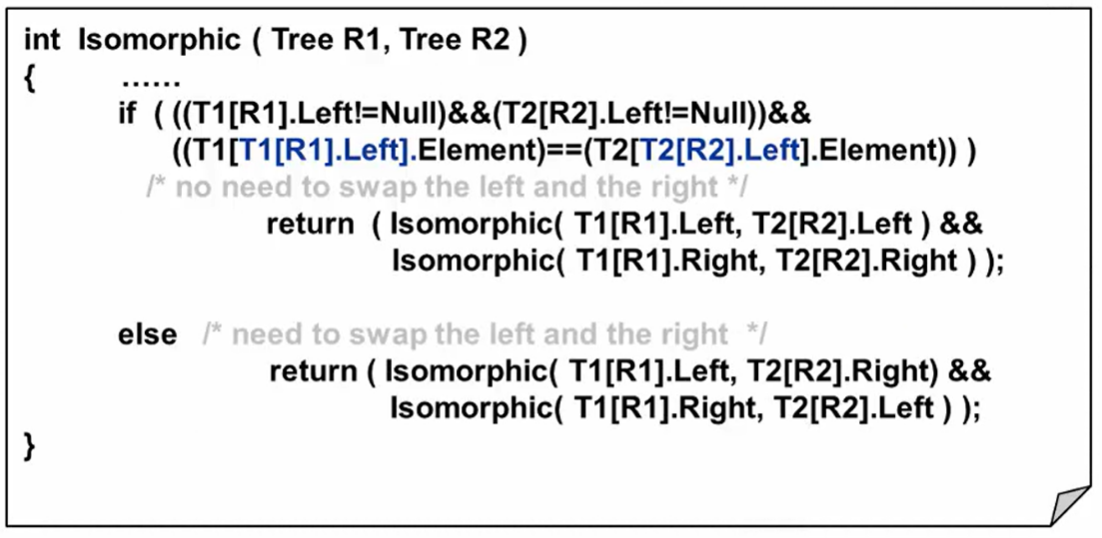 int Isomorphic ( Tree R1, Tree R2 )
{ ......
if ( ((T1[R1].Left!=Null)&&(T2[R2].Left!=Null))&&
((T1[T1[R1].Left].Element)==(T2[T2[R2].Left].Element)) )
/* no need to swap the left and the right */
return ( Isomorphic( T1[R1].Left, T2[R2].Left ) &&
Isomorphic( T1[R1].Right, T2[R2].Right ) );
else /* need to swap the left and the right */
return ( Isomorphic( T1[R1].Left, T2[R2].Right) &&
Isomorphic( T1[R1].Right, T2[R2].Left ) );
}